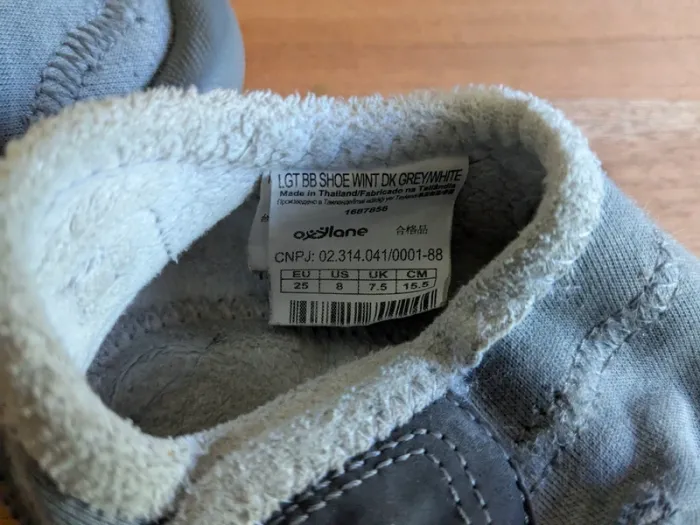 LGT BB SHOE WINT DK GREY/WHITE
Made in Thailand/Fabricado na Tailândia
1687656
oxylane 合格品
CNPJ: 02.314.041/0001-88
EU US UK CM
25 8 7.5 15.5